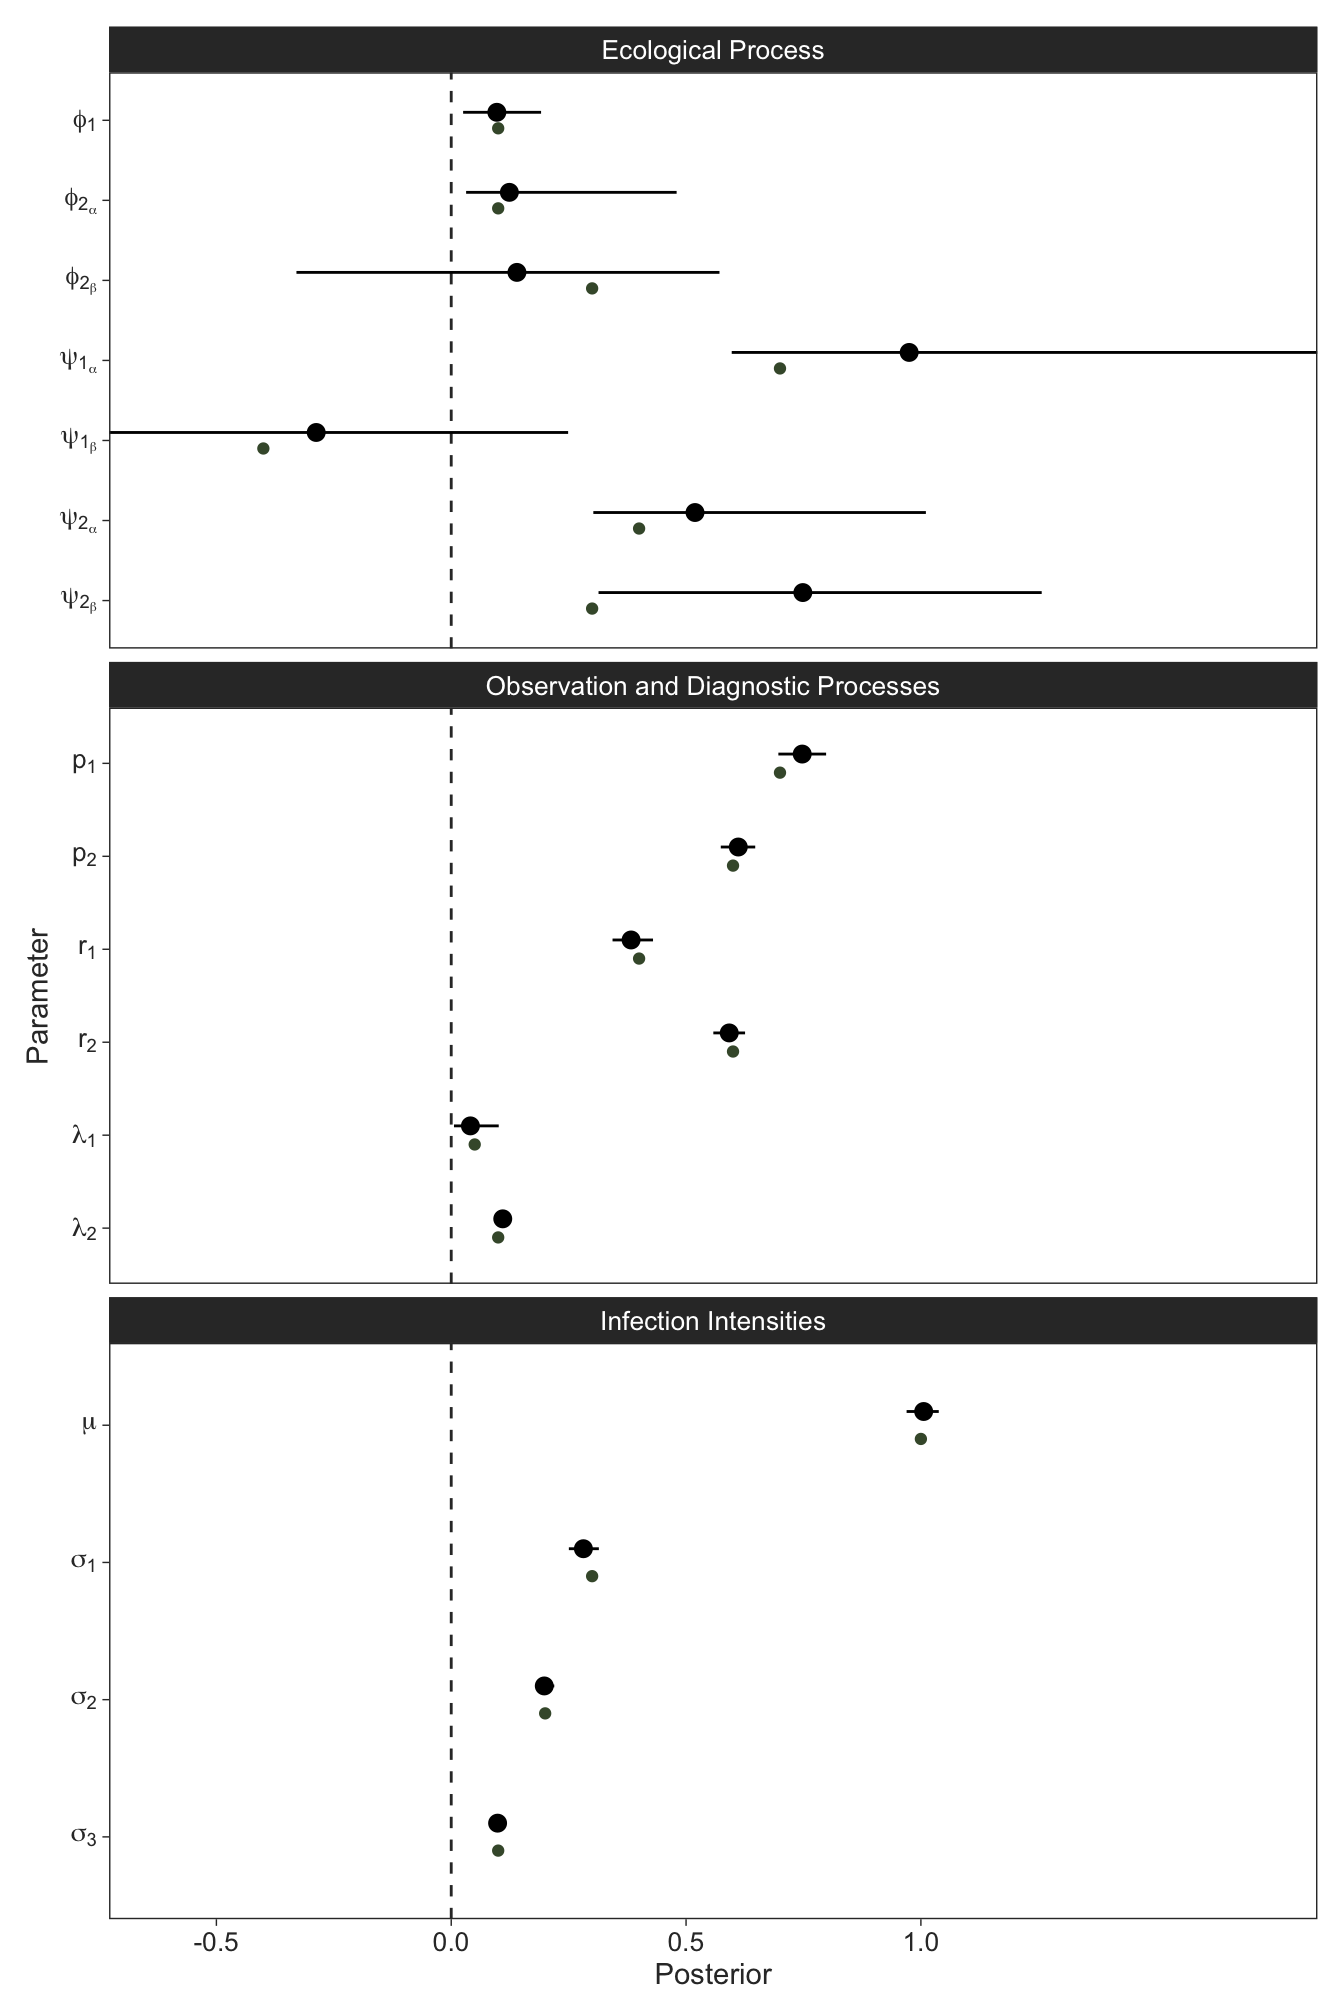 Ecological Process
ϕ1
ϕ2α
ϕ2β
ψ1α
ψ1β
ψ2α
ψ2β
Observation and Diagnostic Processes
p1
p2
r1
r2
λ1
λ2
Infection Intensities
μ
σ1
σ2
σ3
Parameter
-0.5 0.0 0.5 1.0
Posterior